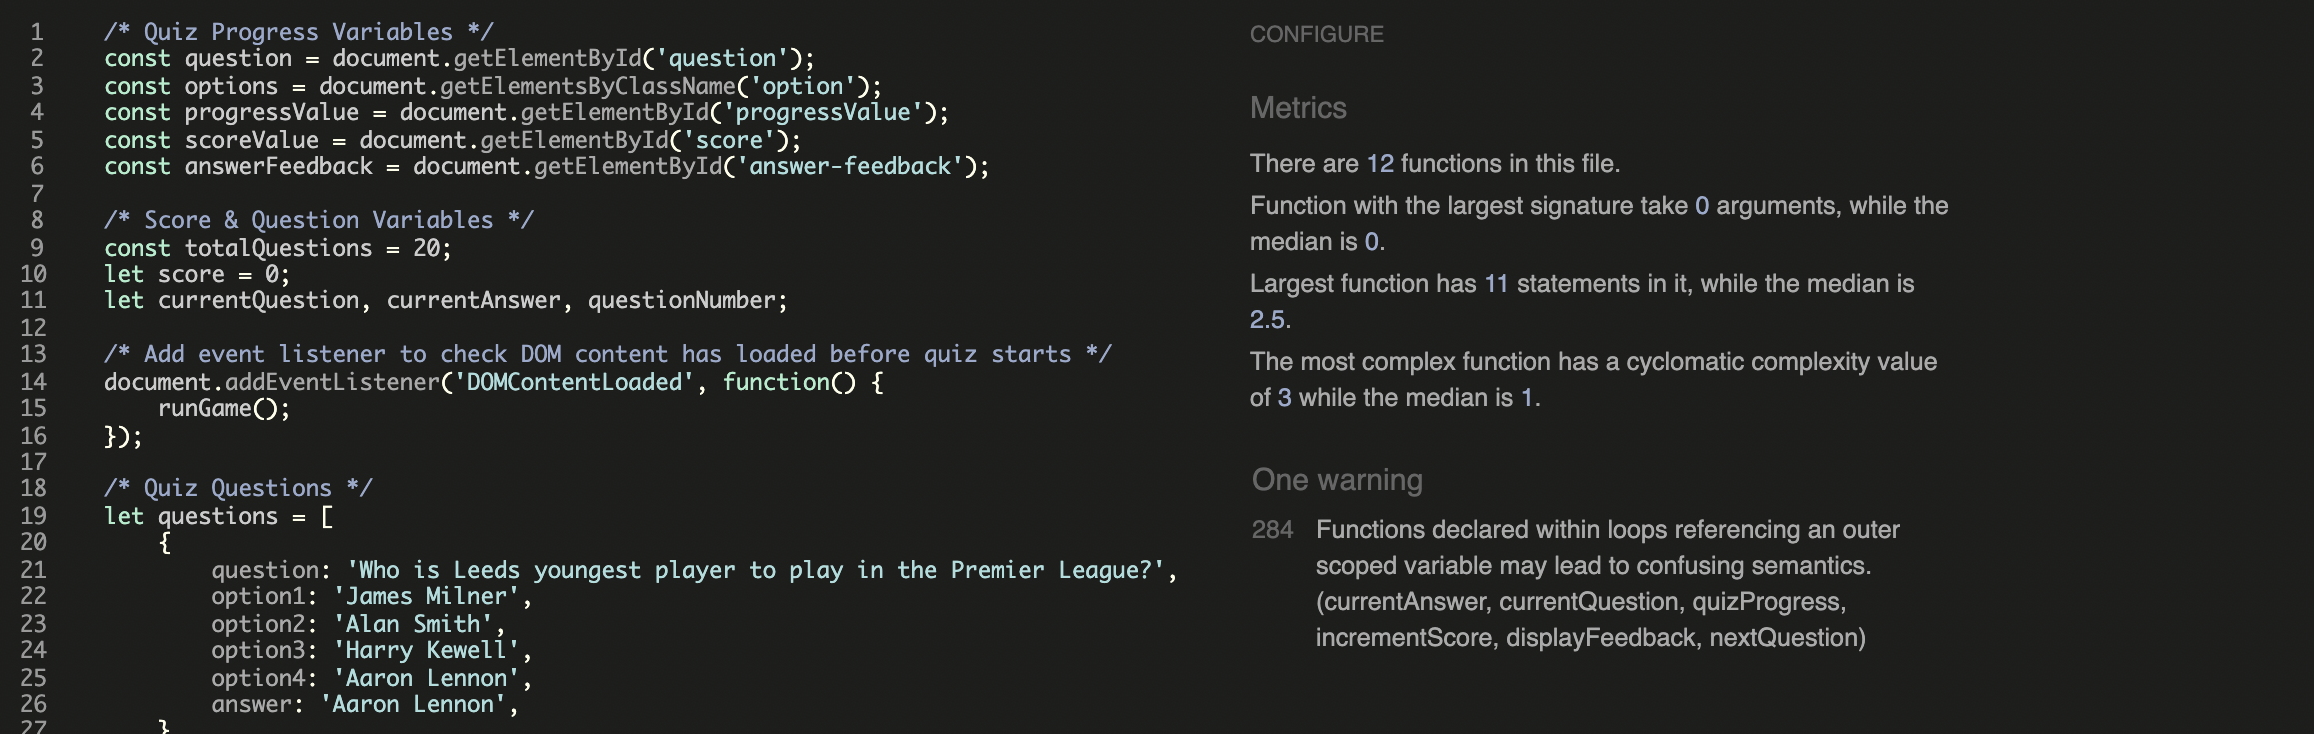 1 /* Quiz Progress Variables */
2 const question = document.getElementById('question');
3 const options = document.getElementsByClassName('option');
4 const progressValue = document.getElementById('progressValue');
5 const scoreValue = document.getElementById('score');
6 const answerFeedback = document.getElementById('answer-feedback');
7
8 /* Score & Question Variables */
9 const totalQuestions = 20;
10 let score = 0;
11 let currentQuestion, currentAnswer, questionNumber;
12
13 /* Add event listener to check DOM content has loaded before quiz starts */
14 document.addEventListener('DOMContentLoaded', function() {
15 runGame();
16 });
17
18 /* Quiz Questions */
19 let questions = [
20 {
21 question: 'Who is Leeds youngest player to play in the Premier League?',
22 option1: 'James Milner',
23 option2: 'Alan Smith',
24 option3: 'Harry Kewell',
25 option4: 'Aaron Lennon',
26 answer: 'Aaron Lennon',
27 }
CONFIGURE
Metrics
There are 12 functions in this file.
Function with the largest signature take 0 arguments, while the
median is 0.
Largest function has 11 statements in it, while the median is
2.5.
The most complex function has a cyclomatic complexity value
of 3 while the median is 1.
One warning
284 Functions declared within loops referencing an outer
scoped variable may lead to confusing semantics.
(currentAnswer, currentQuestion, quizProgress,
incrementScore, displayFeedback, nextQuestion)